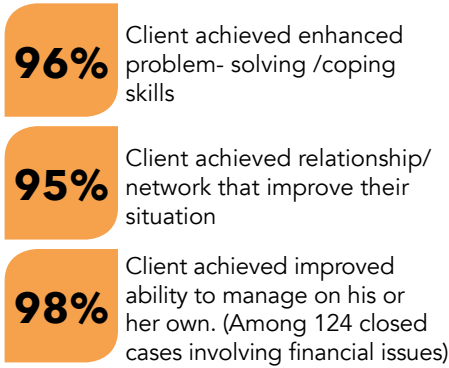 96%
Client achieved enhanced
problem- solving /coping
skills
95%
Client achieved relationship/
network that improve their
situation
98%
Client achieved improved
ability to manage on his or
her own. (Among 124 closed
cases involving financial issues)